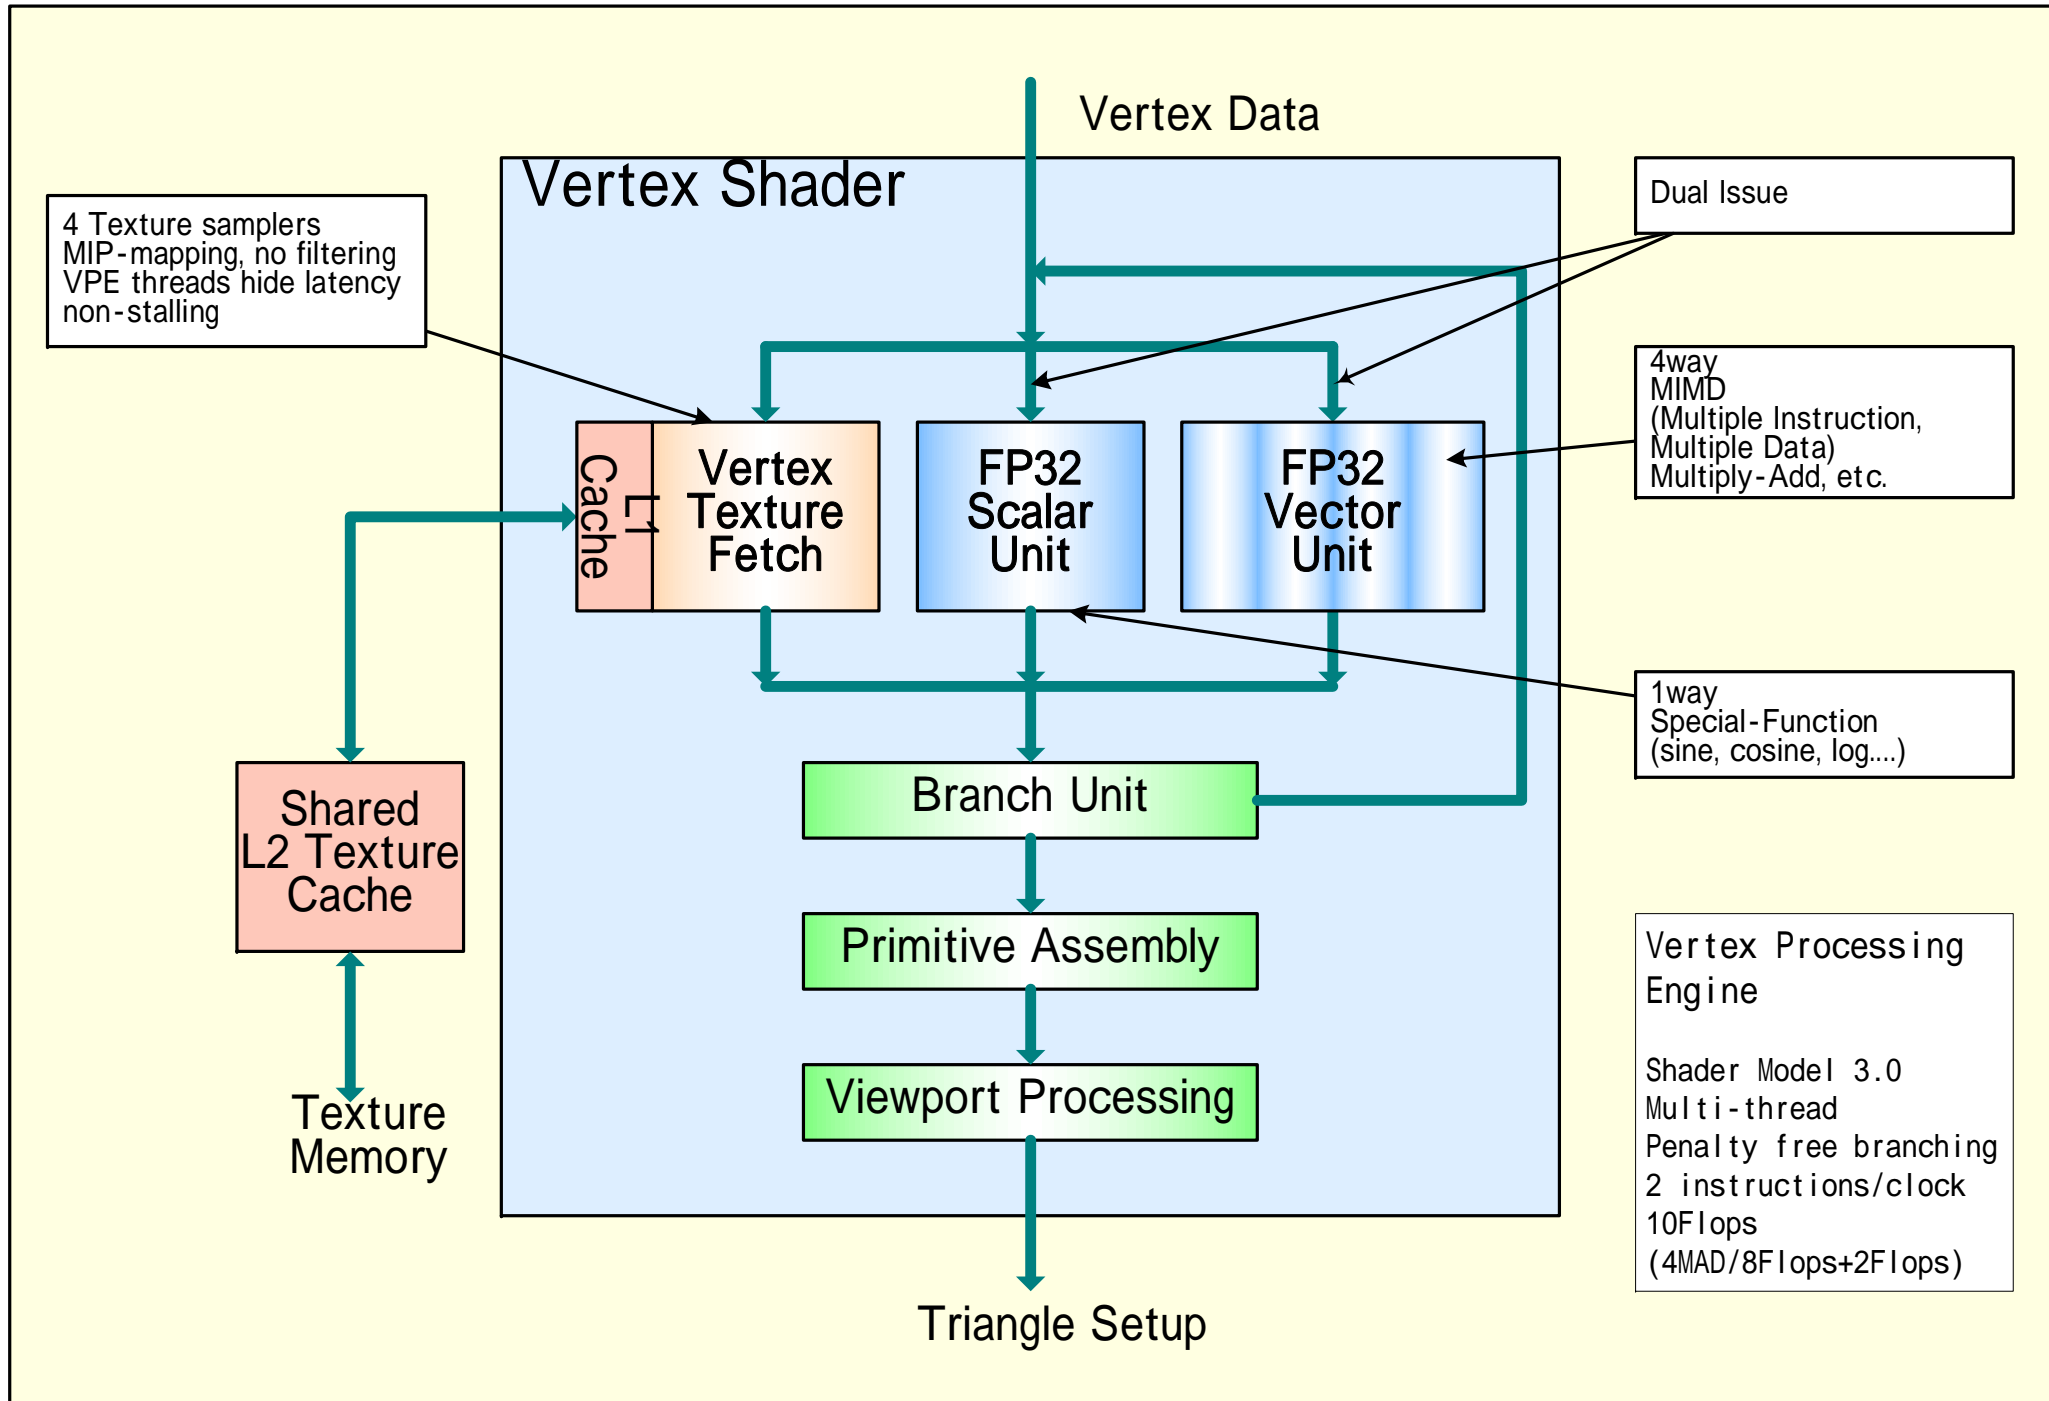 Vertex Data
Vertex Shader
4 Texture samplers
MIP-mapping, no filtering
VPE threads hide latency
non-stalling
Dual Issue
4way
MIMD
(Multiple Instruction,
Multiple Data)
Multiply-Add, etc.
L1
Cache
Vertex
Texture
Fetch
FP32
Scalar
Unit
FP32
Vector
Unit
1way
Special-Function
(sine, cosine, log....)
Shared
L2 Texture
Cache
Branch Unit
Primitive Assembly
Viewport Processing
Texture
Memory
Triangle Setup
Vertex Processing
Engine
Shader Model 3.0
Multi-thread
Penalty free branching
2 instructions/clock
10Flops
(4MAD/8Flops+2Flops)